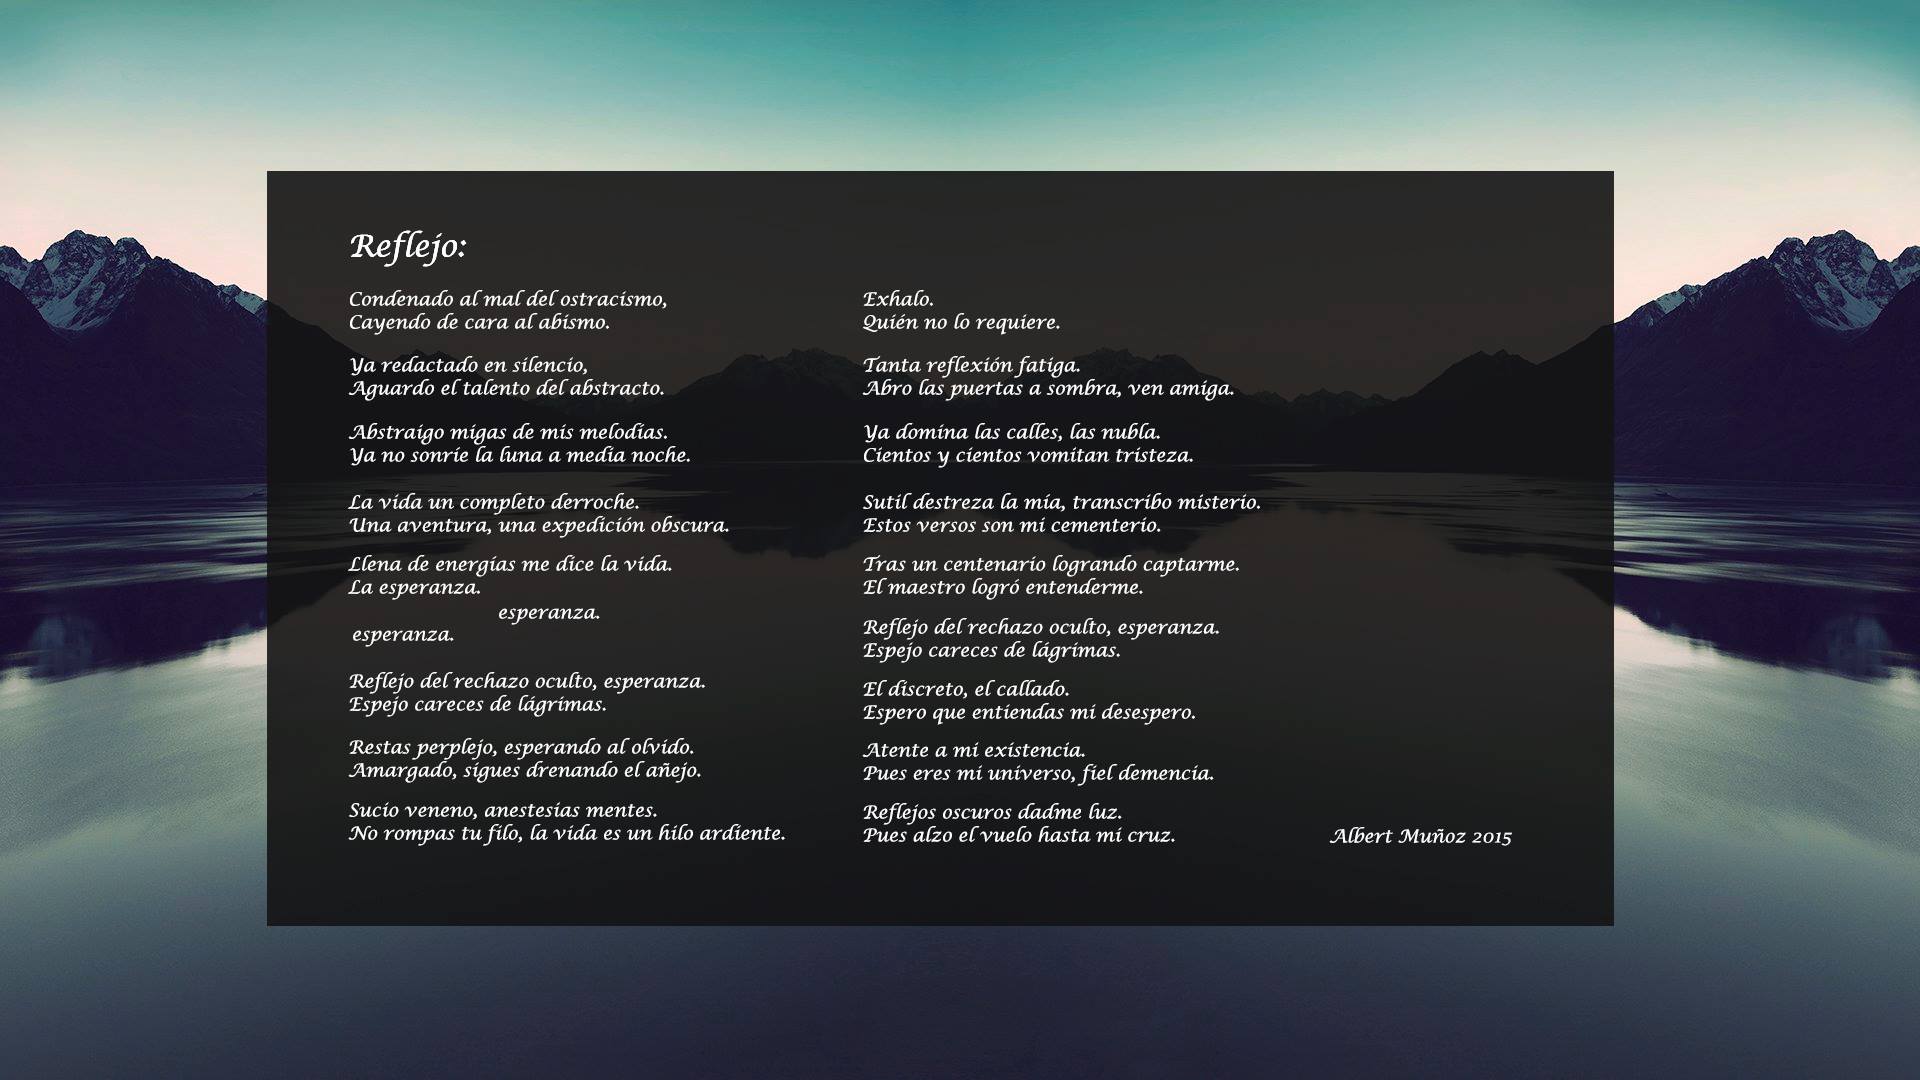 Reflejo:
Condenado al mal del ostracismo,
Cayendo de cara al abismo.
Ya redactado en silencio,
Aguardo el talento del abstracto.
Abstraigo migas de mis melodías.
Ya no sonríe la luna a media noche.
La vida un completo derroche.
Una aventura, una expedición obscura.
Llena de energías me dice la vida.
La esperanza.
esperanza.
esperanza.
Reflejo del rechazo oculto, esperanza.
Espejo careces de lágrimas.
Restas perplejo, esperando al olvido.
Amargado, sigues drenando el añejo.
Sucio veneno, anestesias mentes.
No rompas tu filo, la vida es un hilo ardiente.
Exhalo.
Quién no lo requiere.
Tanta reflexión fatiga.
Abro las puertas a sombra, ven amiga.
Ya domina las calles, las nubla.
Cientos y cientos vomitan tristeza.
Sutil destreza la mía, transcribo misterio.
Estos versos son mi cementerio.
Tras un centenario logrando captarme.
El maestro logró entenderme.
Reflejo del rechazo oculto, esperanza.
Espejo careces de lágrimas.
El discreto, el callado.
Espero que entiendas mi desespero.
Atente a mi existencia.
Pues eres mi universo, fiel demencia.
Reflejos oscuros dadme luz.
Pues alzo el vuelo hasta mi cruz.
Albert Muñoz 2015